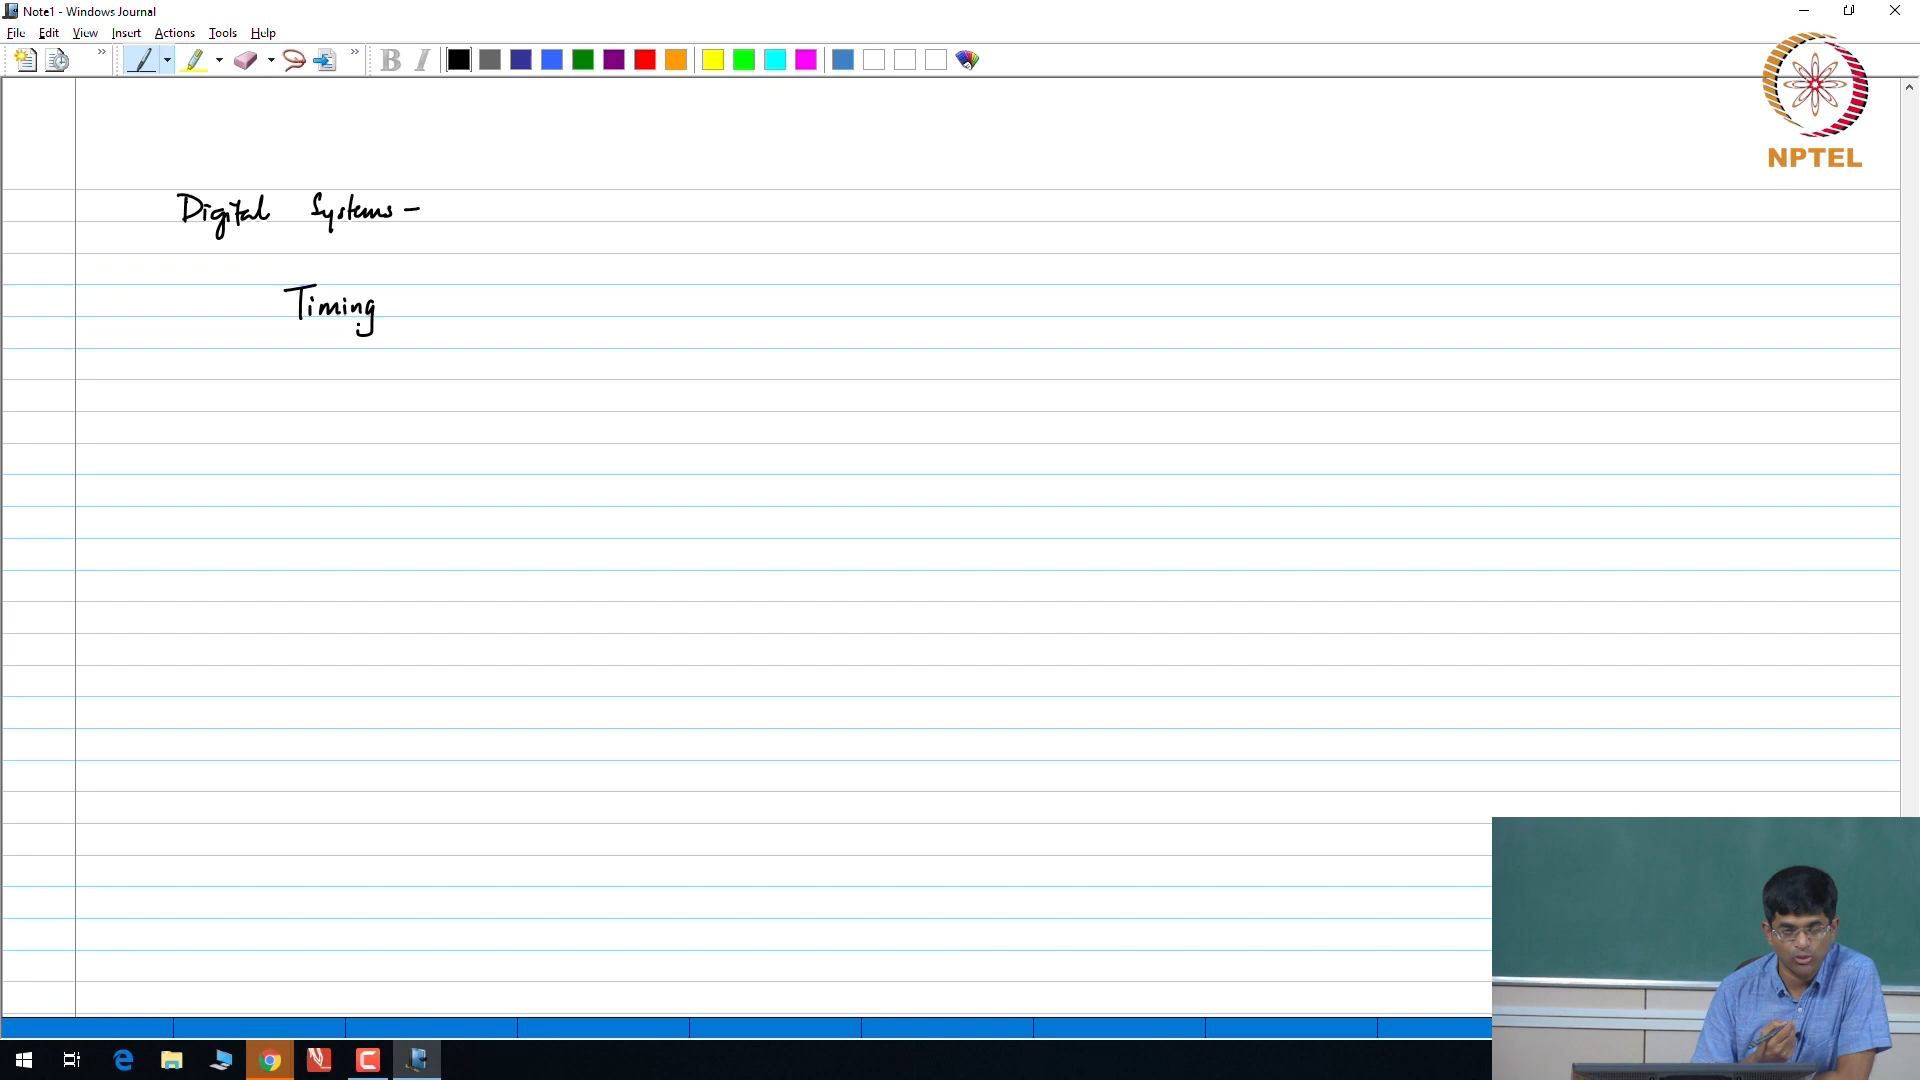 Note1 - Windows Journal
File Edit View Insert Actions Tools Help
B I
NPTEL
Digital Systems -
Timing